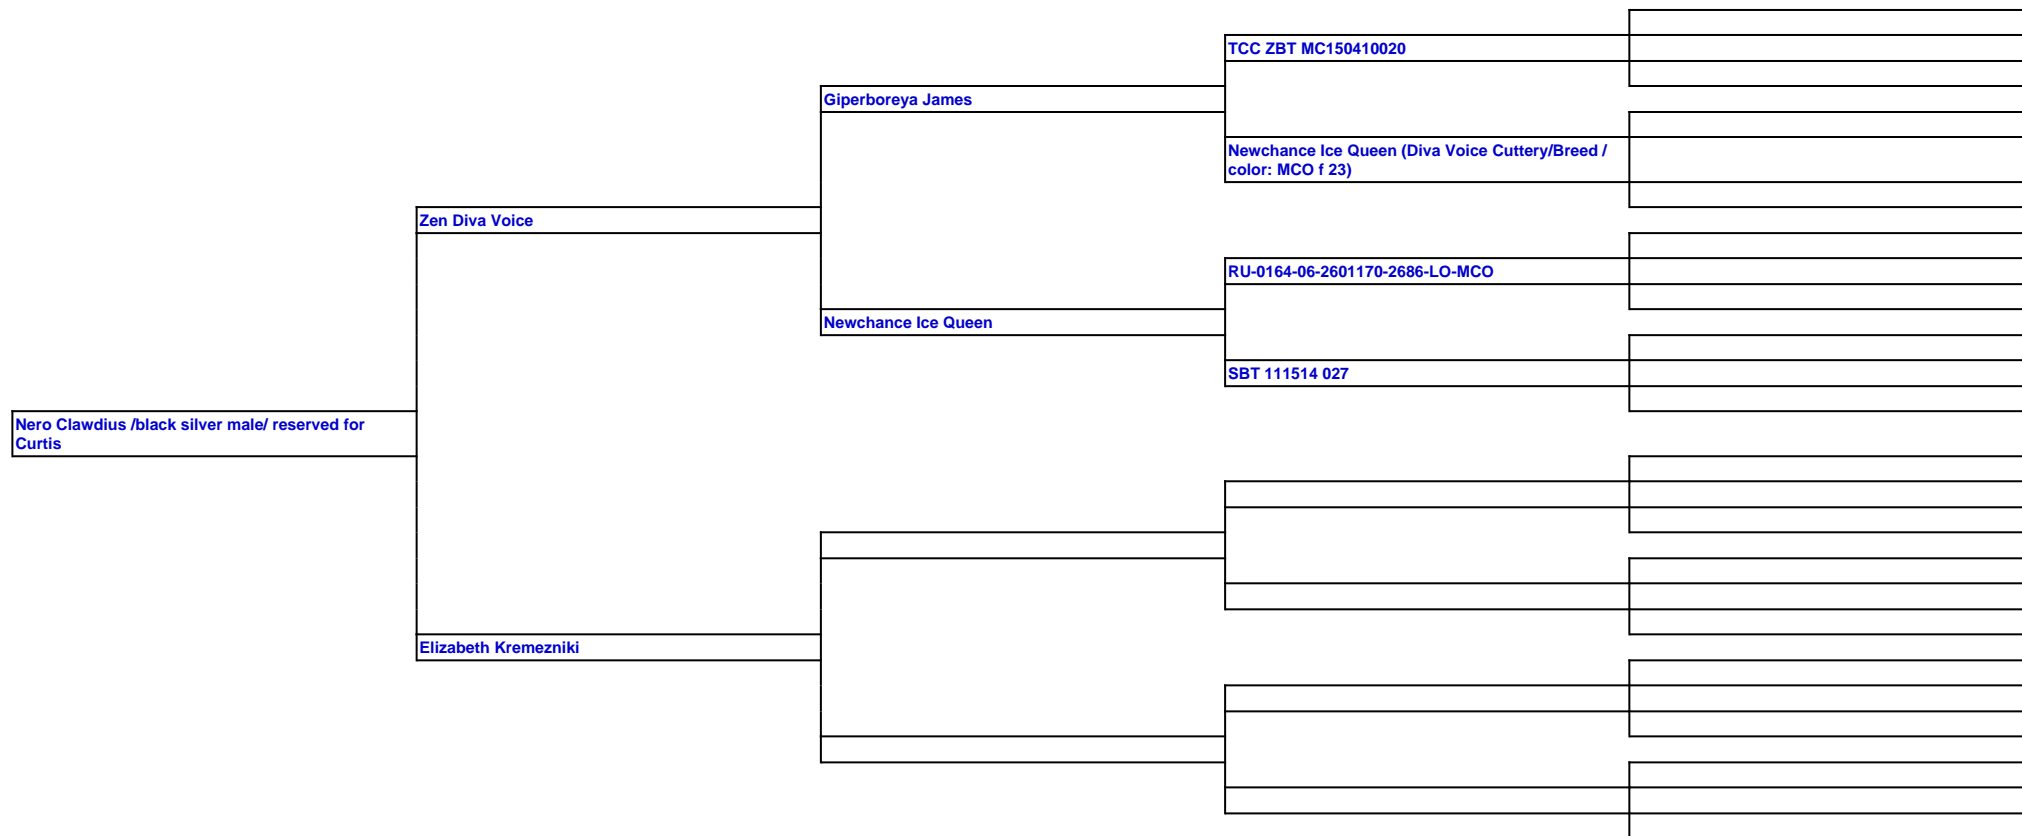 TCC ZBT MC150410020
Giperboreya James
Newchance Ice Queen (Diva Voice Cuttery/Breed /
color: MCO f 23)
Zen Diva Voice
RU-0164-06-2601170-2686-LO-MCO
Newchance Ice Queen
SBT 111514 027
Nero Clawdius /black silver male/ reserved for
Curtis
Elizabeth Kremezniki